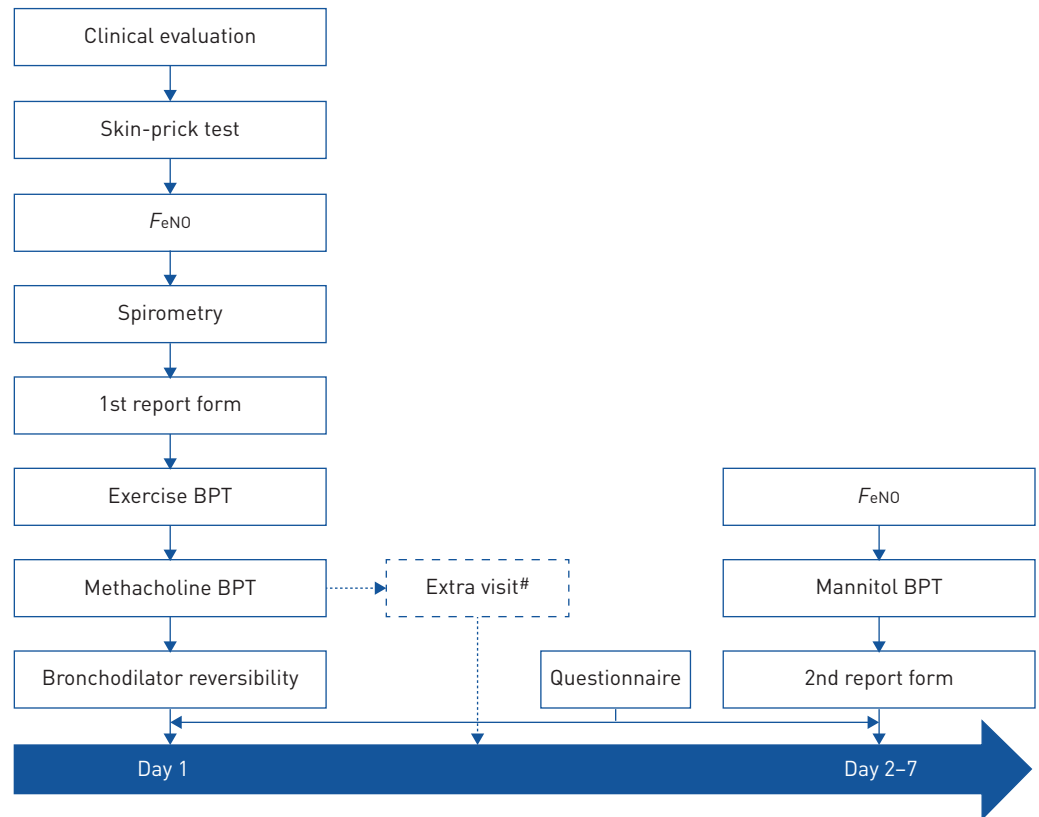 Clinical evaluation
Skin-prick test
FeNO
Spirometry
1st report form
Exercise BPT
Methacholine BPT
Bronchodilator reversibility
Extra visit#
Questionnaire
FeNO
Mannitol BPT
2nd report form
Day 1
Day 2–7